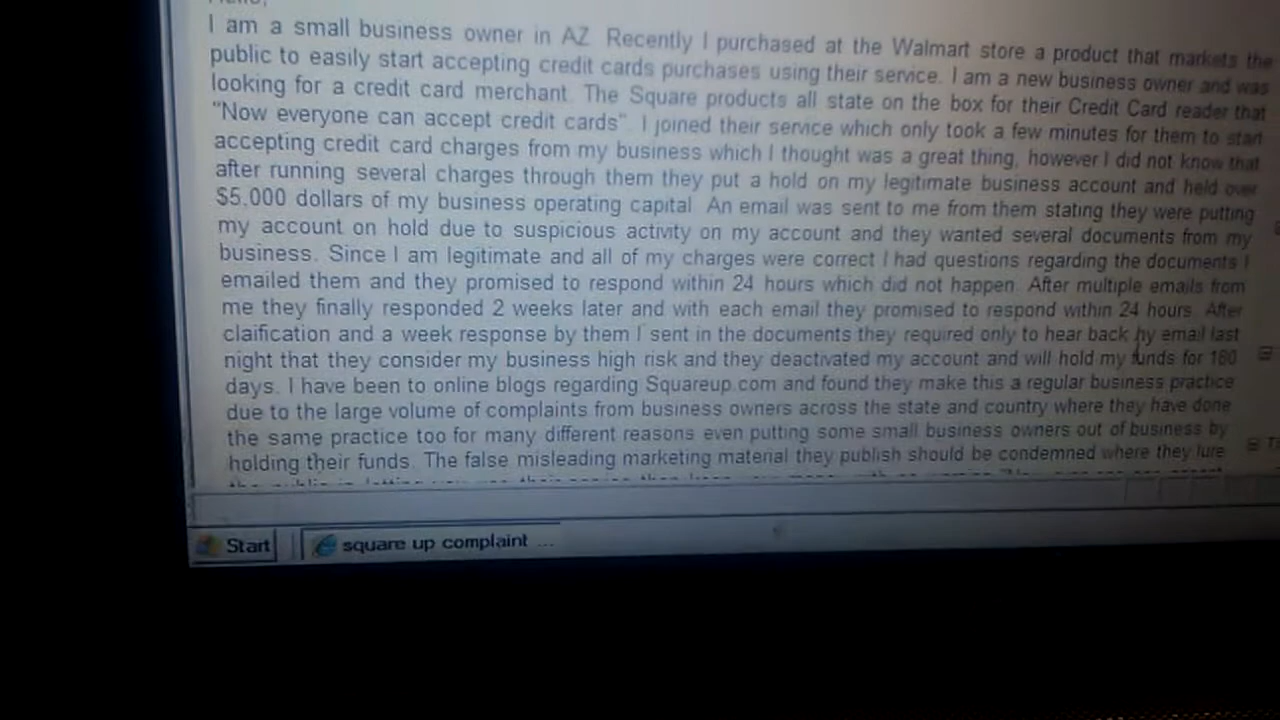 Hello,
I am a small business owner in AZ. Recently I purchased at the Walmart store a product that markets the
public to easily start accepting credit cards purchases using their service. I am a new business owner and was
looking for a credit card merchant. The Square products all state on the box for their Credit Card reader that
"Now everyone can accept credit cards". I joined their service which only took a few minutes for them to start
accepting credit card charges from my business which I thought was a great thing, however I did not know that
after running several charges through them they put a hold on my legitimate business account and held over
$5,000 dollars of my business operating capital. An email was sent to me from them stating they were putting
my account on hold due to suspicious activity on my account and they wanted several documents from my
business. Since I am legitimate and all of my charges were correct I had questions regarding the documents I
emailed them and they promised to respond within 24 hours which did not happen. After multiple emails from
me they finally responded 2 weeks later and with each email they promised to respond within 24 hours. After
claification and a week response by them I sent in the documents they required only to hear back by email last
night that they consider my business high risk and they deactivated my account and will hold my funds for 180
days. I have been to online blogs regarding Squareup.com and found they make this a regular business practice
due to the large volume of complaints from business owners across the state and country where they have done
the same practice too for many different reasons even putting some small business owners out of business by
holding their funds. The false misleading marketing material they publish should be condemned where they lure
Start
square up complaint ...